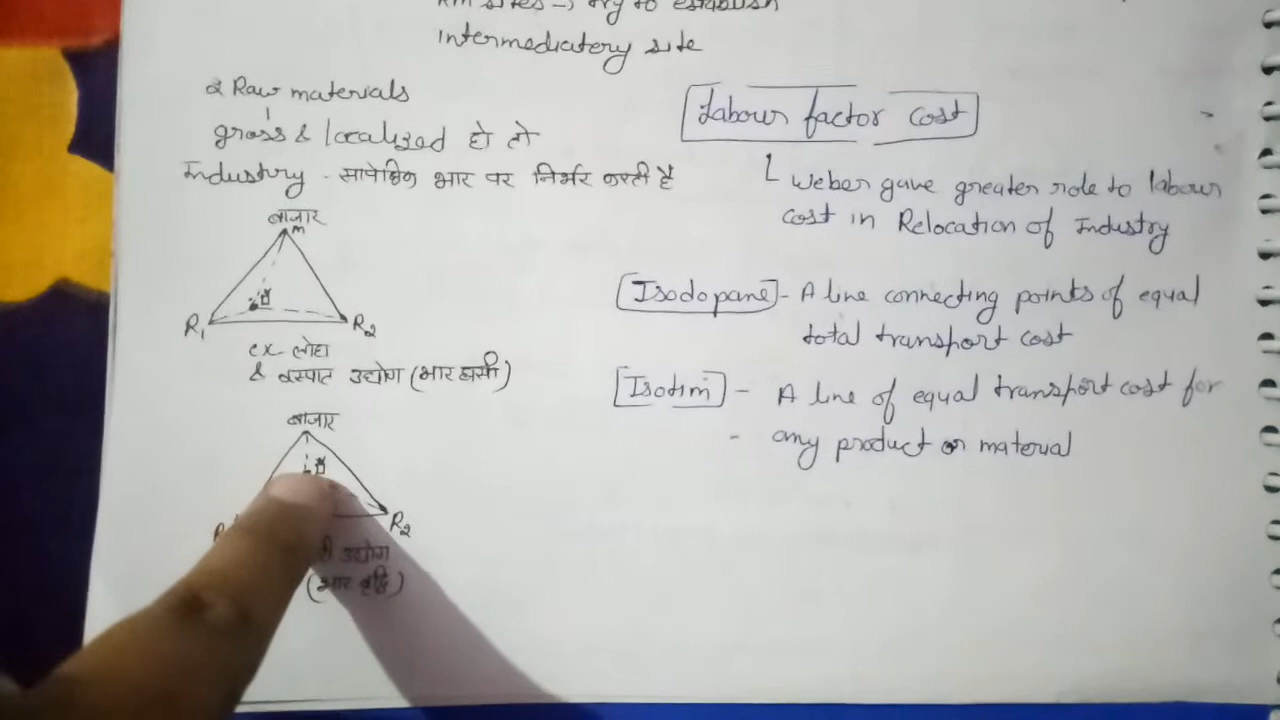 intermediatory site
2 Raw materials
gross & localized हो तो
Industry - सापेक्षिक भार पर निर्भर करती है
बाजार
m
R1
R2
ex- लोहा
& इस्पात उद्योग (भार ह्रासी)
बाजार
R2
उद्योग
(भार वृद्धि)
Labour factor cost
Weber gave greater role to labour
cost in Relocation of Industry
Isodopane - A line connecting points of equal
total transport cost
Isotim - A line of equal transport cost for
- any product or material